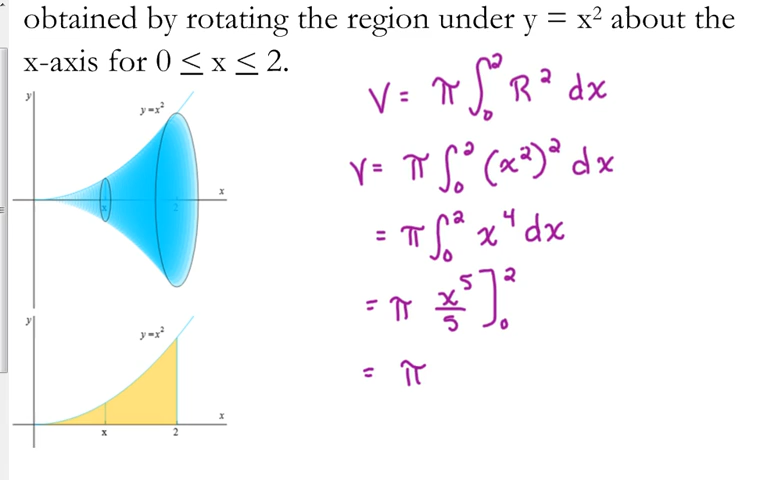 obtained by rotating the region under y = x² about the
x-axis for 0 ≤ x ≤ 2.
V = π ∫₀² R² dx
y
y=x²
V = π ∫₀² (x²)² dx
x
x
2
= π ∫₀² x⁴ dx
= π x⁵/5 ]₀²
y
y=x²
= π
x
x
2